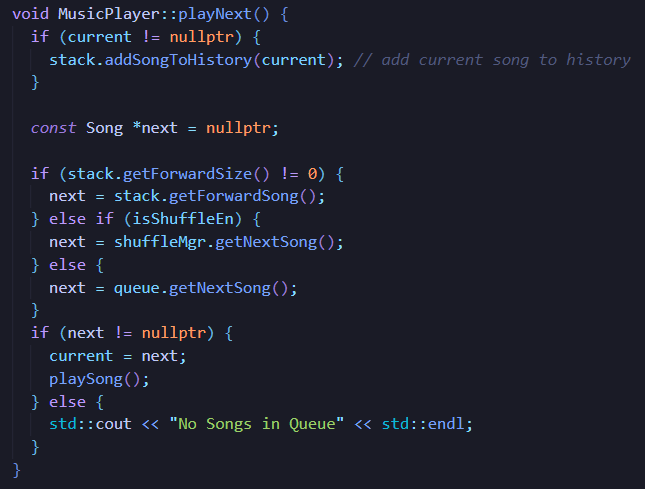 void MusicPlayer::playNext() {
  if (current != nullptr) {
    stack.addSongToHistory(current); // add current song to history
  }

  const Song *next = nullptr;

  if (stack.getForwardSize() != 0) {
    next = stack.getForwardSong();
  } else if (isShuffleEn) {
    next = shuffleMgr.getNextSong();
  } else {
    next = queue.getNextSong();
  }
  if (next != nullptr) {
    current = next;
    playSong();
  } else {
    std::cout << "No Songs in Queue" << std::endl;
  }
}